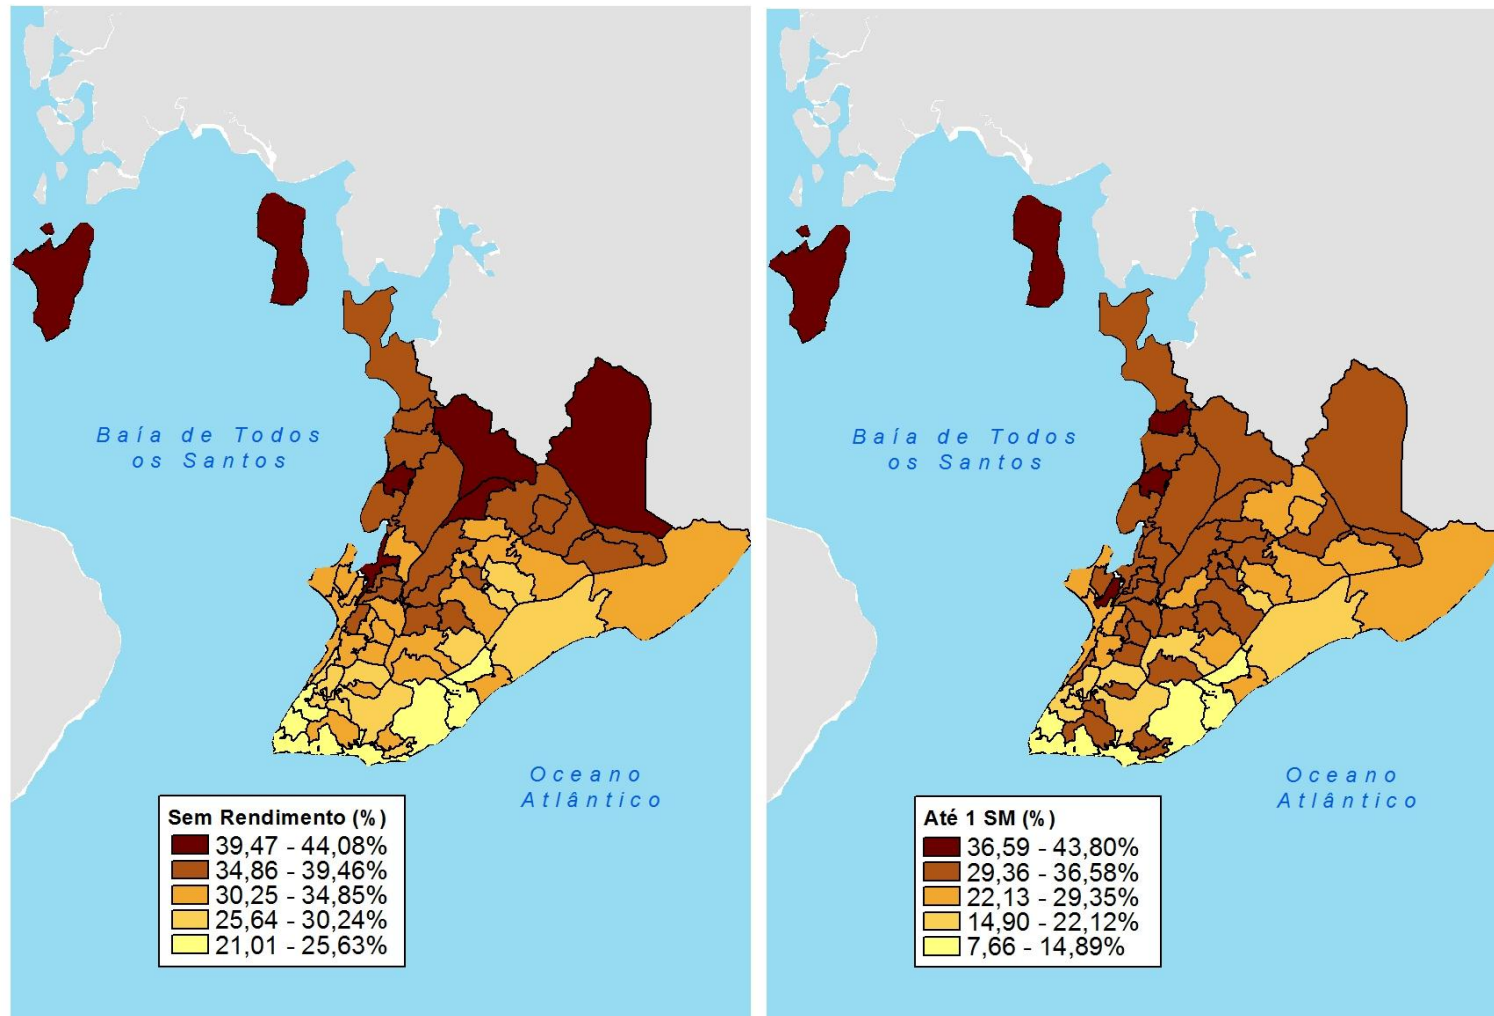 Baía de Todos
os Santos
Oceano
Atlântico
Sem Rendimento (%)
39,47 - 44,08%
34,86 - 39,46%
30,25 - 34,85%
25,64 - 30,24%
21,01 - 25,63%
Baía de Todos
os Santos
Oceano
Atlântico
Até 1 SM (%)
36,59 - 43,80%
29,36 - 36,58%
22,13 - 29,35%
14,90 - 22,12%
7,66 - 14,89%